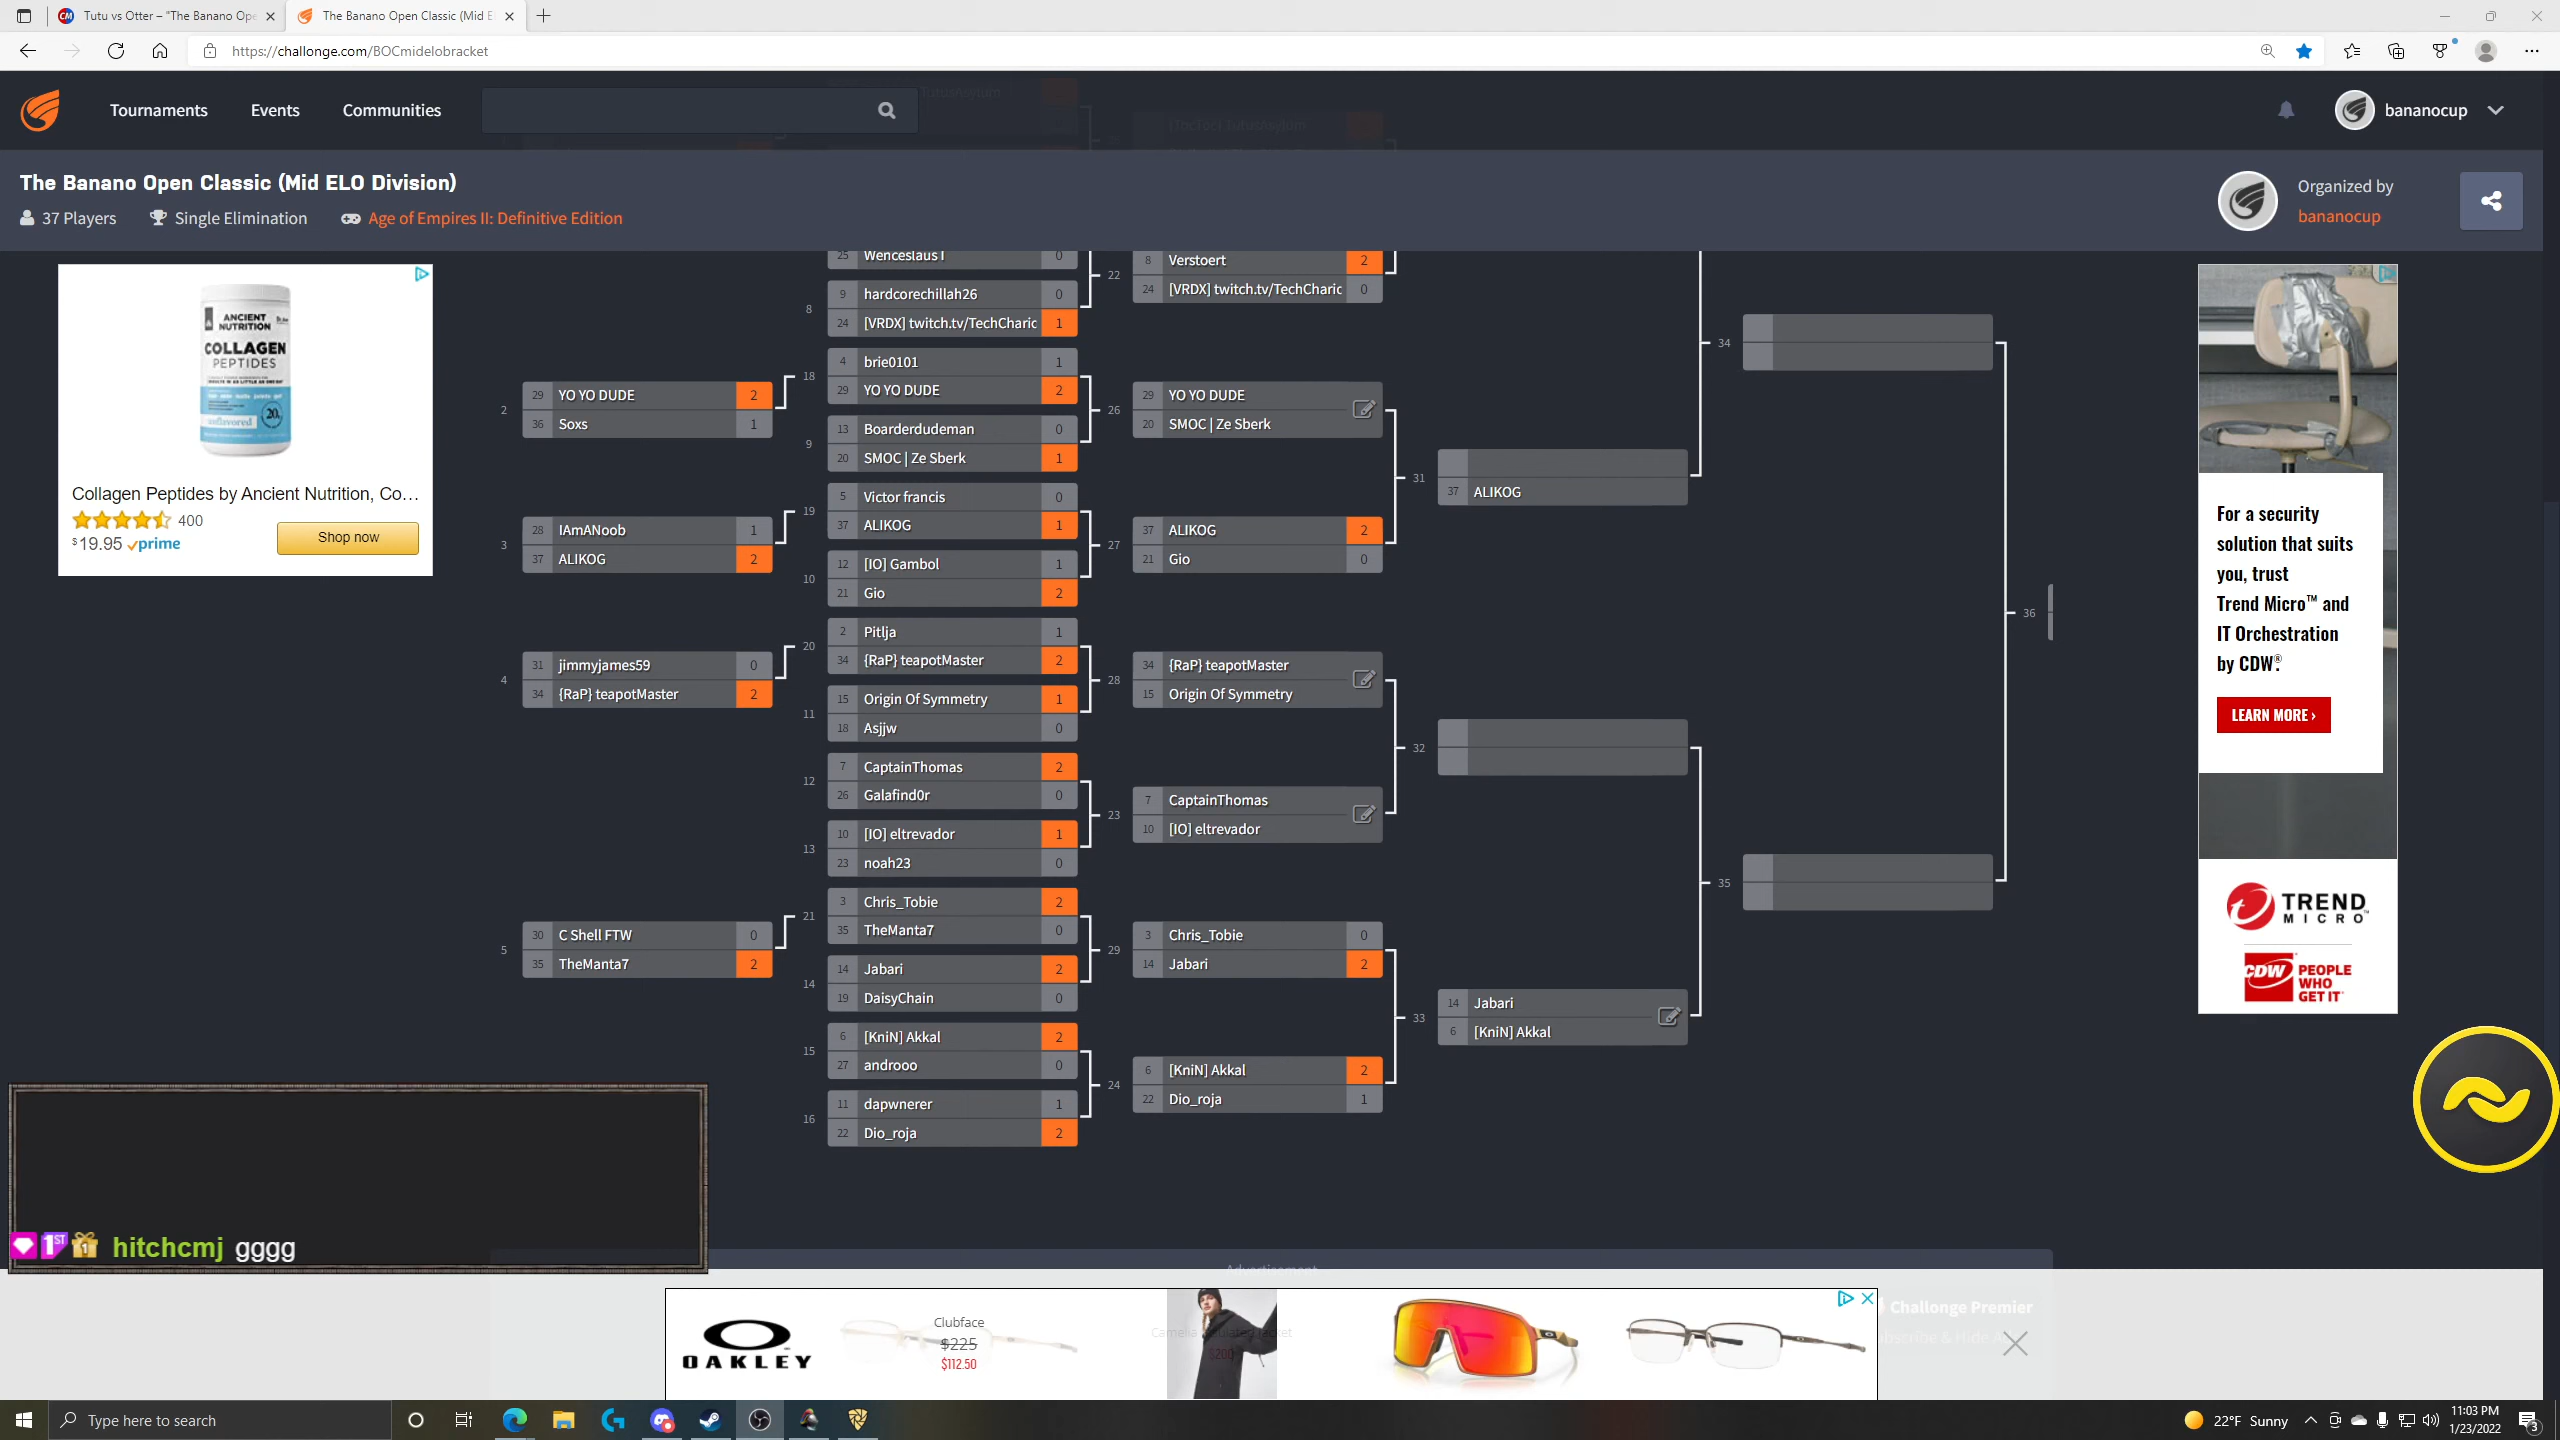 Tutu vs Otter – "The Banano Ope
The Banano Open Classic (Mid E
https://challonge.com/BOCmidelobracket
Tournaments
Events
Communities
bananocup
The Banano Open Classic (Mid ELO Division)
37 Players
Single Elimination
Age of Empires II: Definitive Edition
Organized by
bananocup
ANCIENT
NUTRITION
COLLAGEN
PEPTIDES
unflavored
Collagen Peptides by Ancient Nutrition, Co...
400
$19.95 prime
Shop now
2
29 YO YO DUDE 2
36 Soxs 1
3
28 IAmANoob 1
37 ALIKOG 2
4
31 jimmyjames59 0
34 {RaP} teapotMaster 2
5
30 C Shell FTW 0
35 TheManta7 2
25 Wenceslaus I 0
8
9 hardcorechillah26 0
24 [VRDX] twitch.tv/TechCharic 1
18
4 brie0101 1
29 YO YO DUDE 2
9
13 Boarderdudeman 0
20 SMOC | Ze Sberk 1
19
5 Victor francis 0
37 ALIKOG 1
10
12 [IO] Gambol 1
21 Gio 2
20
2 Pitlja 1
34 {RaP} teapotMaster 2
11
15 Origin Of Symmetry 1
18 Asjjw 0
12
7 CaptainThomas 2
26 Galafind0r 0
13
10 [IO] eltrevador 1
23 noah23 0
21
3 Chris_Tobie 2
35 TheManta7 0
14
14 Jabari 2
19 DaisyChain 0
15
6 [KniN] Akkal 2
27 androoo 0
16
11 dapwnerer 1
22 Dio_roja 2
22
8 Verstoert 2
24 [VRDX] twitch.tv/TechCharic 0
26
29 YO YO DUDE
20 SMOC | Ze Sberk
27
37 ALIKOG 2
21 Gio 0
28
34 {RaP} teapotMaster
15 Origin Of Symmetry
23
7 CaptainThomas
10 [IO] eltrevador
29
3 Chris_Tobie 0
14 Jabari 2
24
6 [KniN] Akkal 2
22 Dio_roja 1
31
37 ALIKOG
32
33
14 Jabari
6 [KniN] Akkal
34
35
36
For a security
solution that suits
you, trust
Trend Micro™ and
IT Orchestration
by CDW®.
LEARN MORE ›
TREND
MICRO
CDW PEOPLE
WHO
GET IT
1ST 1 hitchcmj gggg
Advertisement
OAKLEY
Clubface
$225
$112.50
$200
Challonge Premier
Type here to search
22°F Sunny
11:03 PM
1/23/2022
3